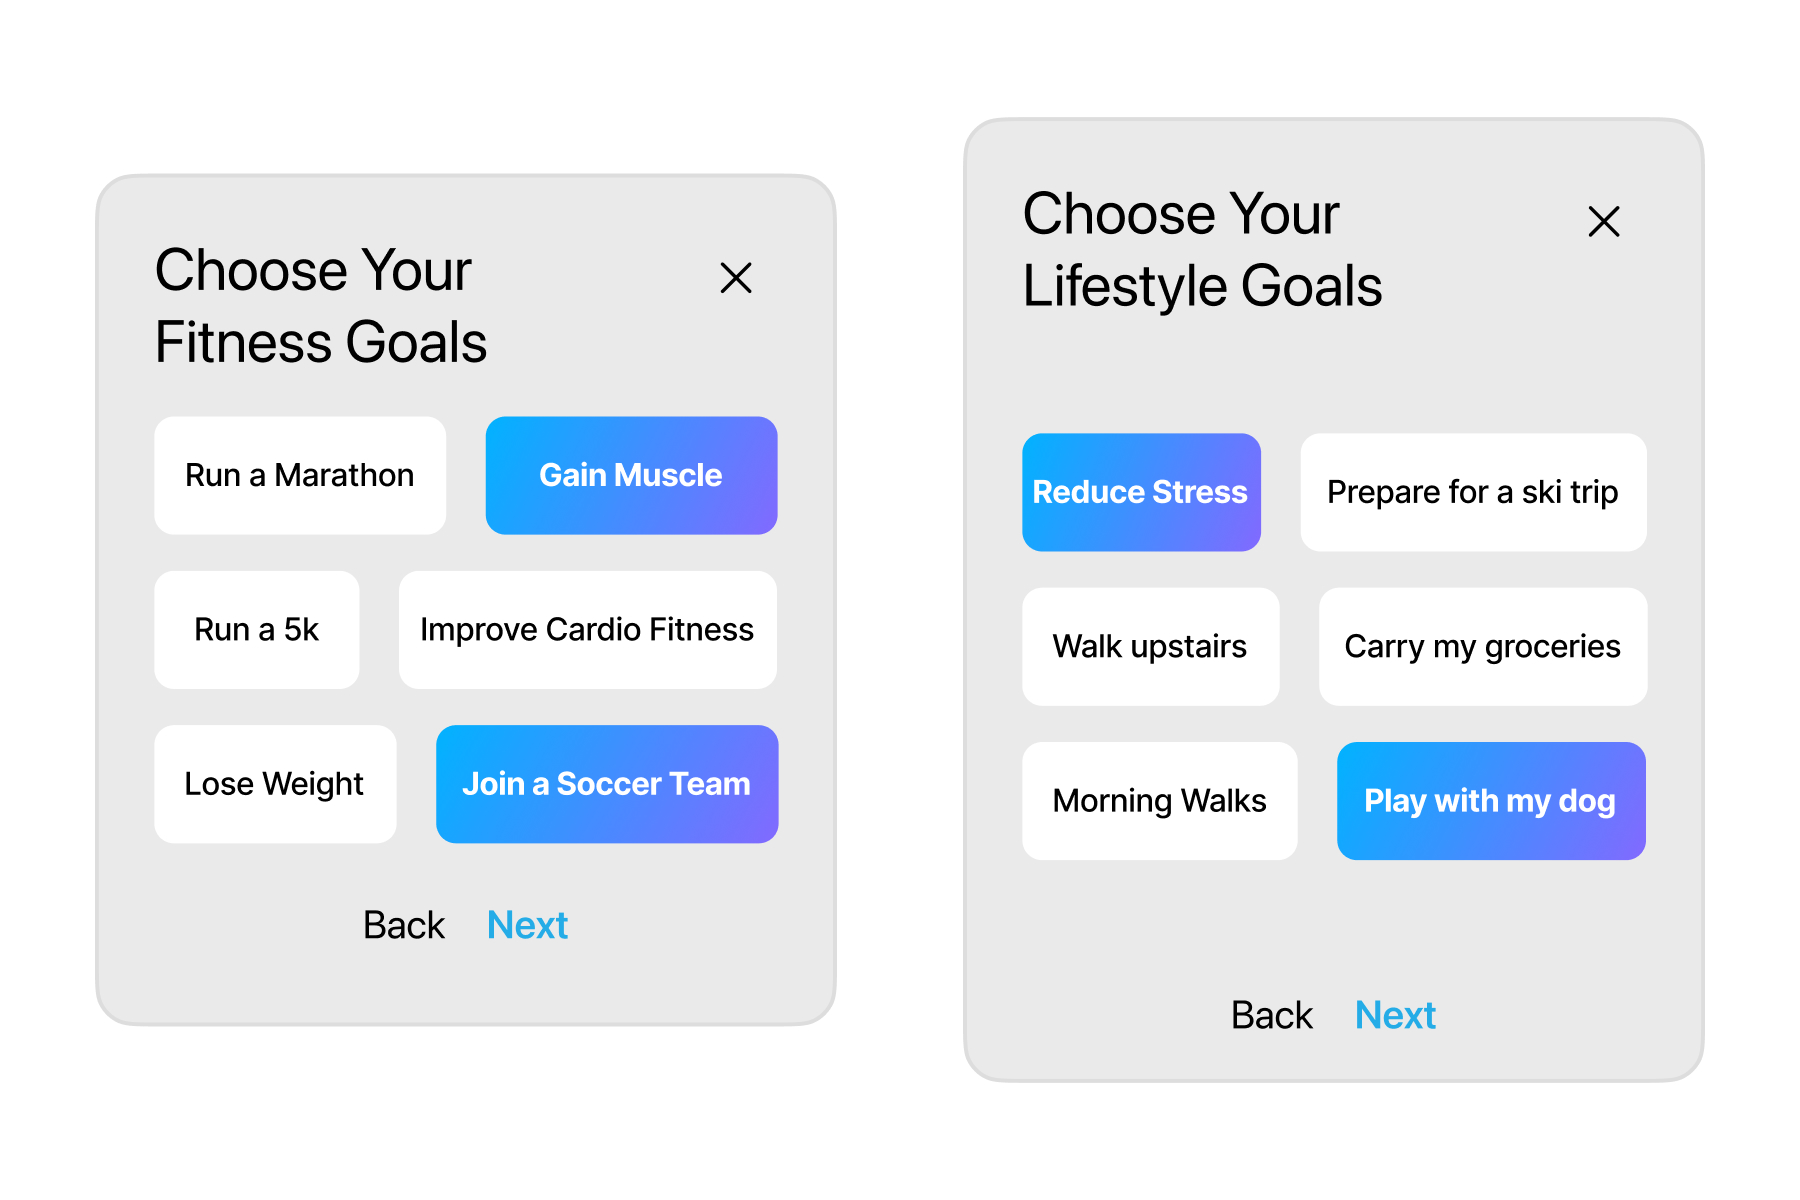 Choose Your
Fitness Goals
Run a Marathon
Gain Muscle
Run a 5k
Improve Cardio Fitness
Lose Weight
Join a Soccer Team
Back
Next
Choose Your
Lifestyle Goals
Reduce Stress
Prepare for a ski trip
Walk upstairs
Carry my groceries
Morning Walks
Play with my dog
Back
Next